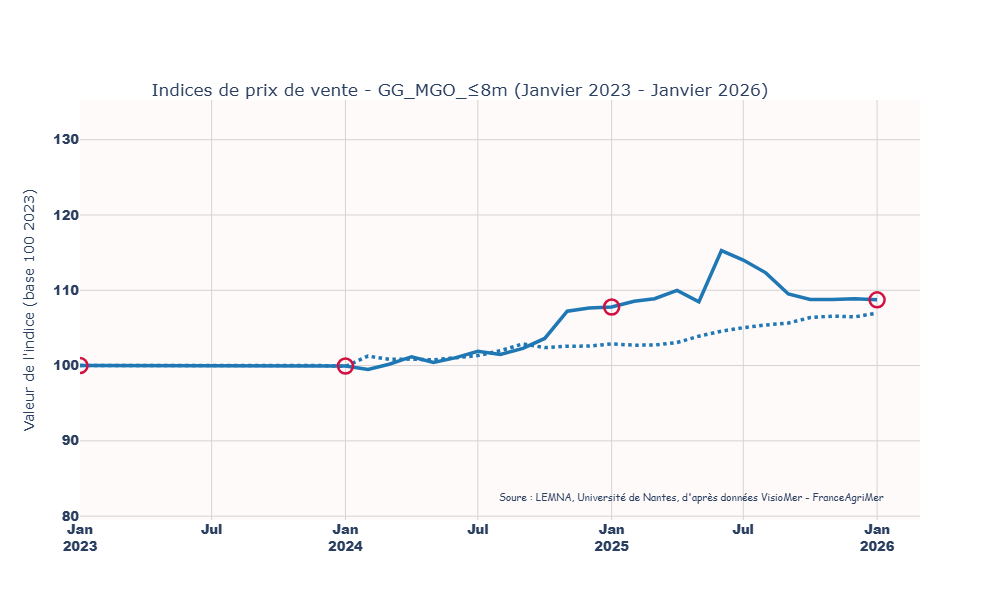 Indices de prix de vente - GG_MGO_≤8m (Janvier 2023 - Janvier 2026)
Valeur de l'indice (base 100 2023)
130
120
110
100
90
80
Jan
2023
Jul
Jan
2024
Jul
Jan
2025
Jul
Jan
2026
Soure : LEMNA, Université de Nantes, d'après données VisioMer - FranceAgriMer